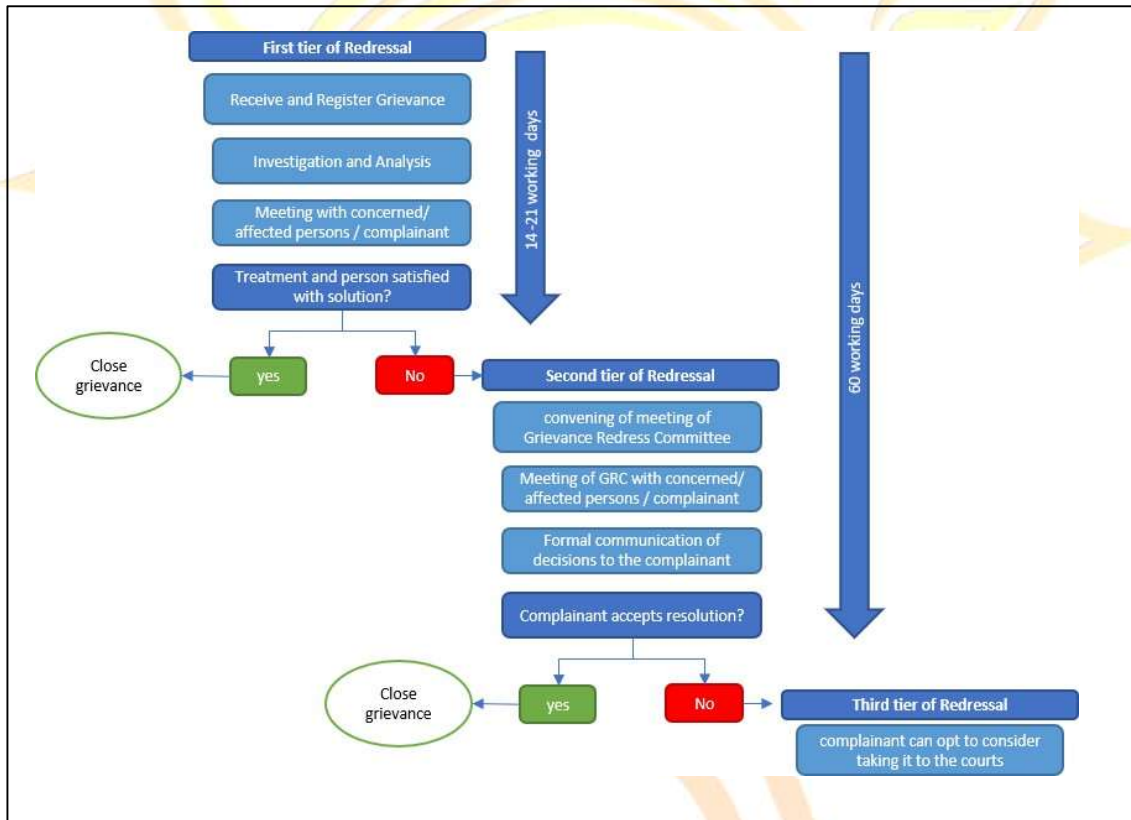 First tier of Redressal
Receive and Register Grievance
Investigation and Analysis
Meeting with concerned/
affected persons / complainant
Treatment and person satisfied
with solution?
14 -21 working days
60 working days
Close
grievance
yes
No
Second tier of Redressal
convening of meeting of
Grievance Redress Committee
Meeting of GRC with concerned/
affected persons / complainant
Formal communication of
decisions to the complainant
Complainant accepts resolution?
Close
grievance
yes
No
Third tier of Redressal
complainant can opt to consider
taking it to the courts